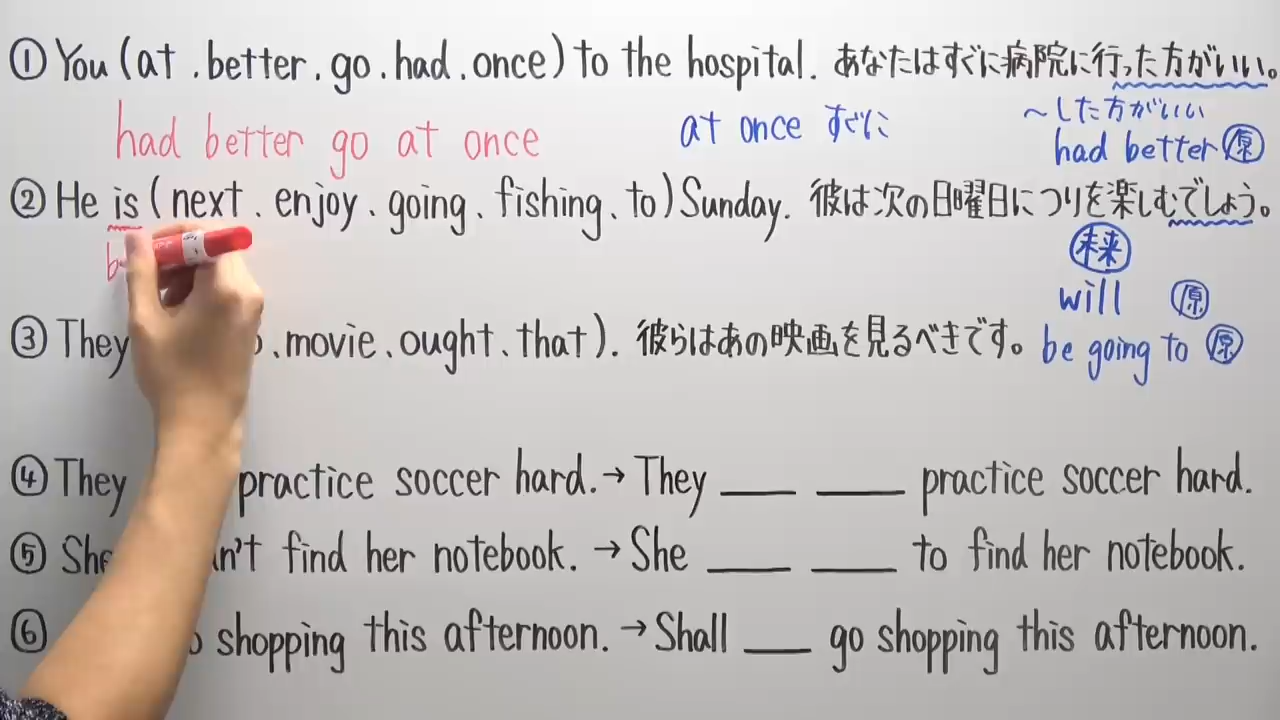 ① You (at . better . go . had . once) to the hospital. あなたはすぐに病院に行った方がいい。
had better go at once at once すぐに 〜した方がいい
had better 原
② He is (next . enjoy . going . fishing . to) Sunday. 彼は次の日曜日につりを楽しむでしょう。
未来
will 原
③ They . movie . ought . that). 彼らはあの映画を見るべきです。
be going to 原
④ They practice soccer hard. → They ____ ____ practice soccer hard.
⑤ She n't find her notebook. → She ____ ____ to find her notebook.
⑥ shopping this afternoon. → Shall ____ go shopping this afternoon.